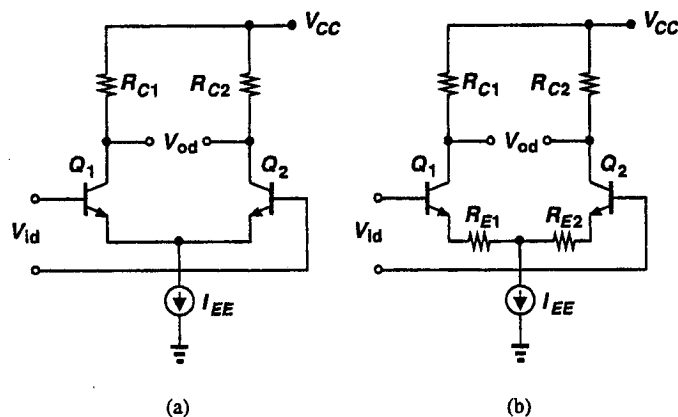 V_CC
R_C1
R_C2
V_od
Q_1
Q_2
V_id
I_EE
(a)
V_CC
R_C1
R_C2
V_od
Q_1
Q_2
R_E1
R_E2
V_id
I_EE
(b)